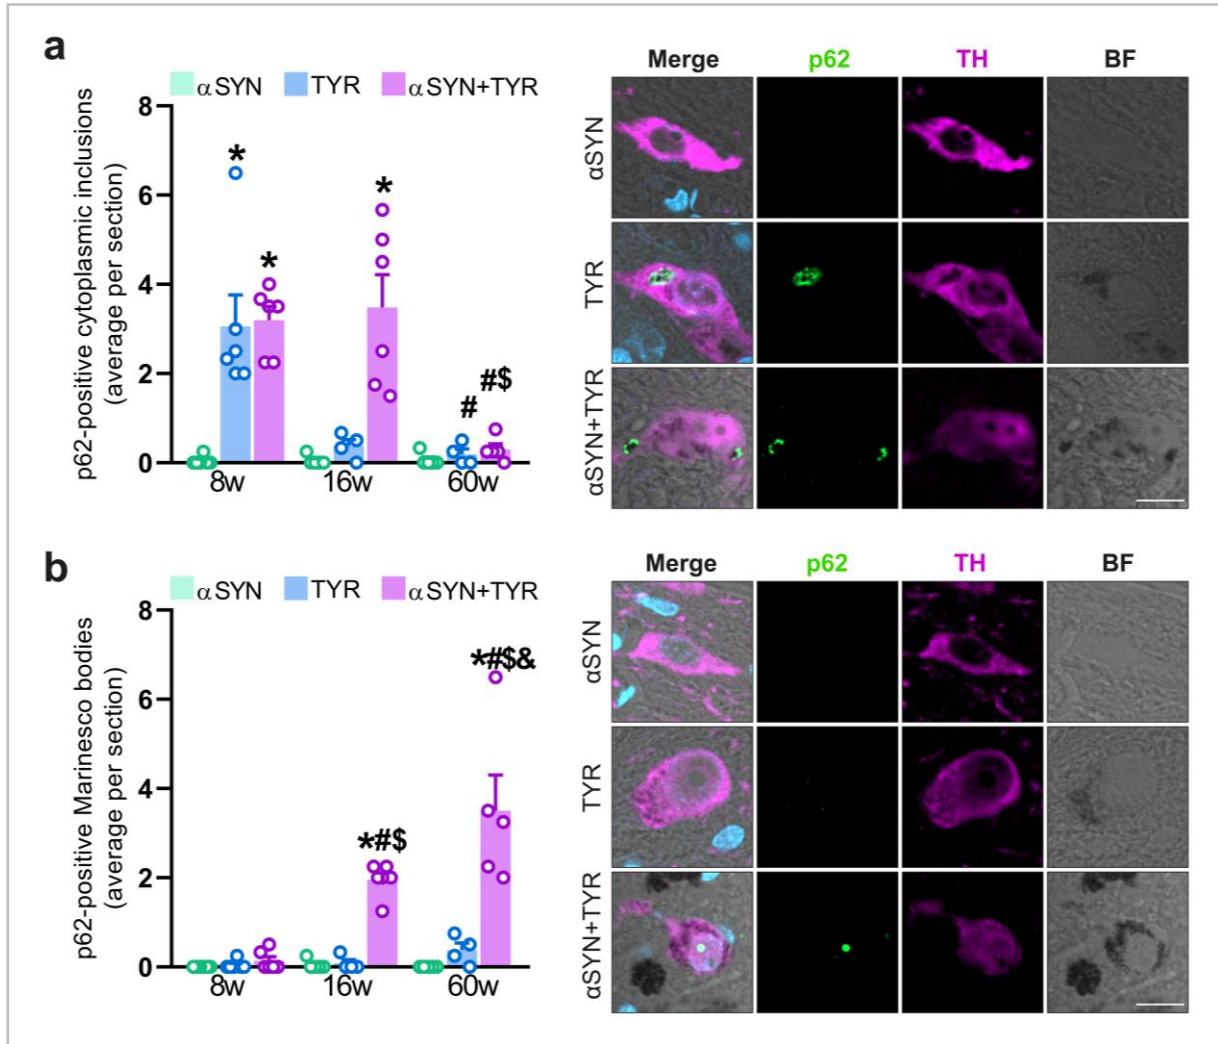 a
αSYN TYR αSYN+TYR
p62-positive cytoplasmic inclusions
(average per section)
8
6
4
2
0
*
*
*
#
#$
8w 16w 60w
Merge p62 TH BF
αSYN
TYR
αSYN+TYR
b
αSYN TYR αSYN+TYR
p62-positive Marinesco bodies
(average per section)
8
6
4
2
0
*#$
*#$&
8w 16w 60w
Merge p62 TH BF
αSYN
TYR
αSYN+TYR